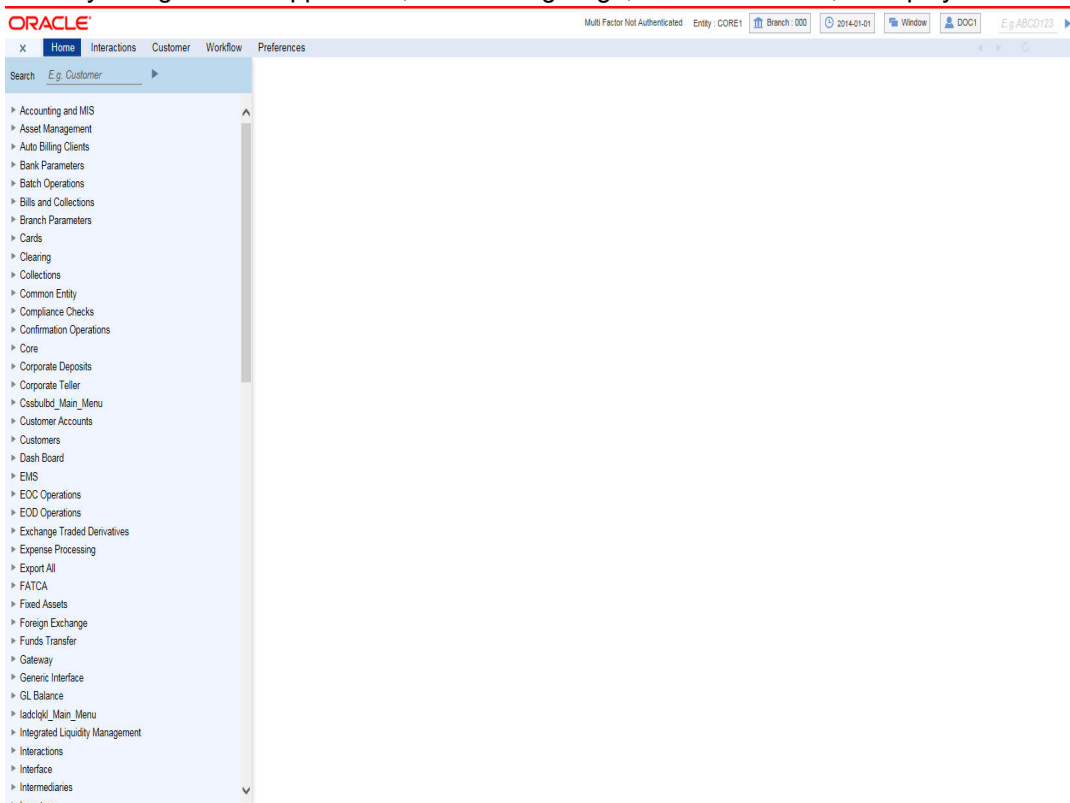 ORACLE
Multi Factor Not Authenticated Entity : CORE1 Branch : 000 2014-01-01 Window DOC1 E.g.ABCD123
X Home Interactions Customer Workflow Preferences
Search E.g. Customer
Accounting and MIS
Asset Management
Auto Billing Clients
Bank Parameters
Batch Operations
Bills and Collections
Branch Parameters
Cards
Clearing
Collections
Common Entity
Compliance Checks
Confirmation Operations
Core
Corporate Deposits
Corporate Teller
Cssbulbd_Main_Menu
Customer Accounts
Customers
Dash Board
EMS
EOC Operations
EOD Operations
Exchange Traded Derivatives
Expense Processing
Export All
FATCA
Fixed Assets
Foreign Exchange
Funds Transfer
Gateway
Generic Interface
GL Balance
Iadclqkl_Main_Menu
Integrated Liquidity Management
Interactions
Interface
Intermediaries